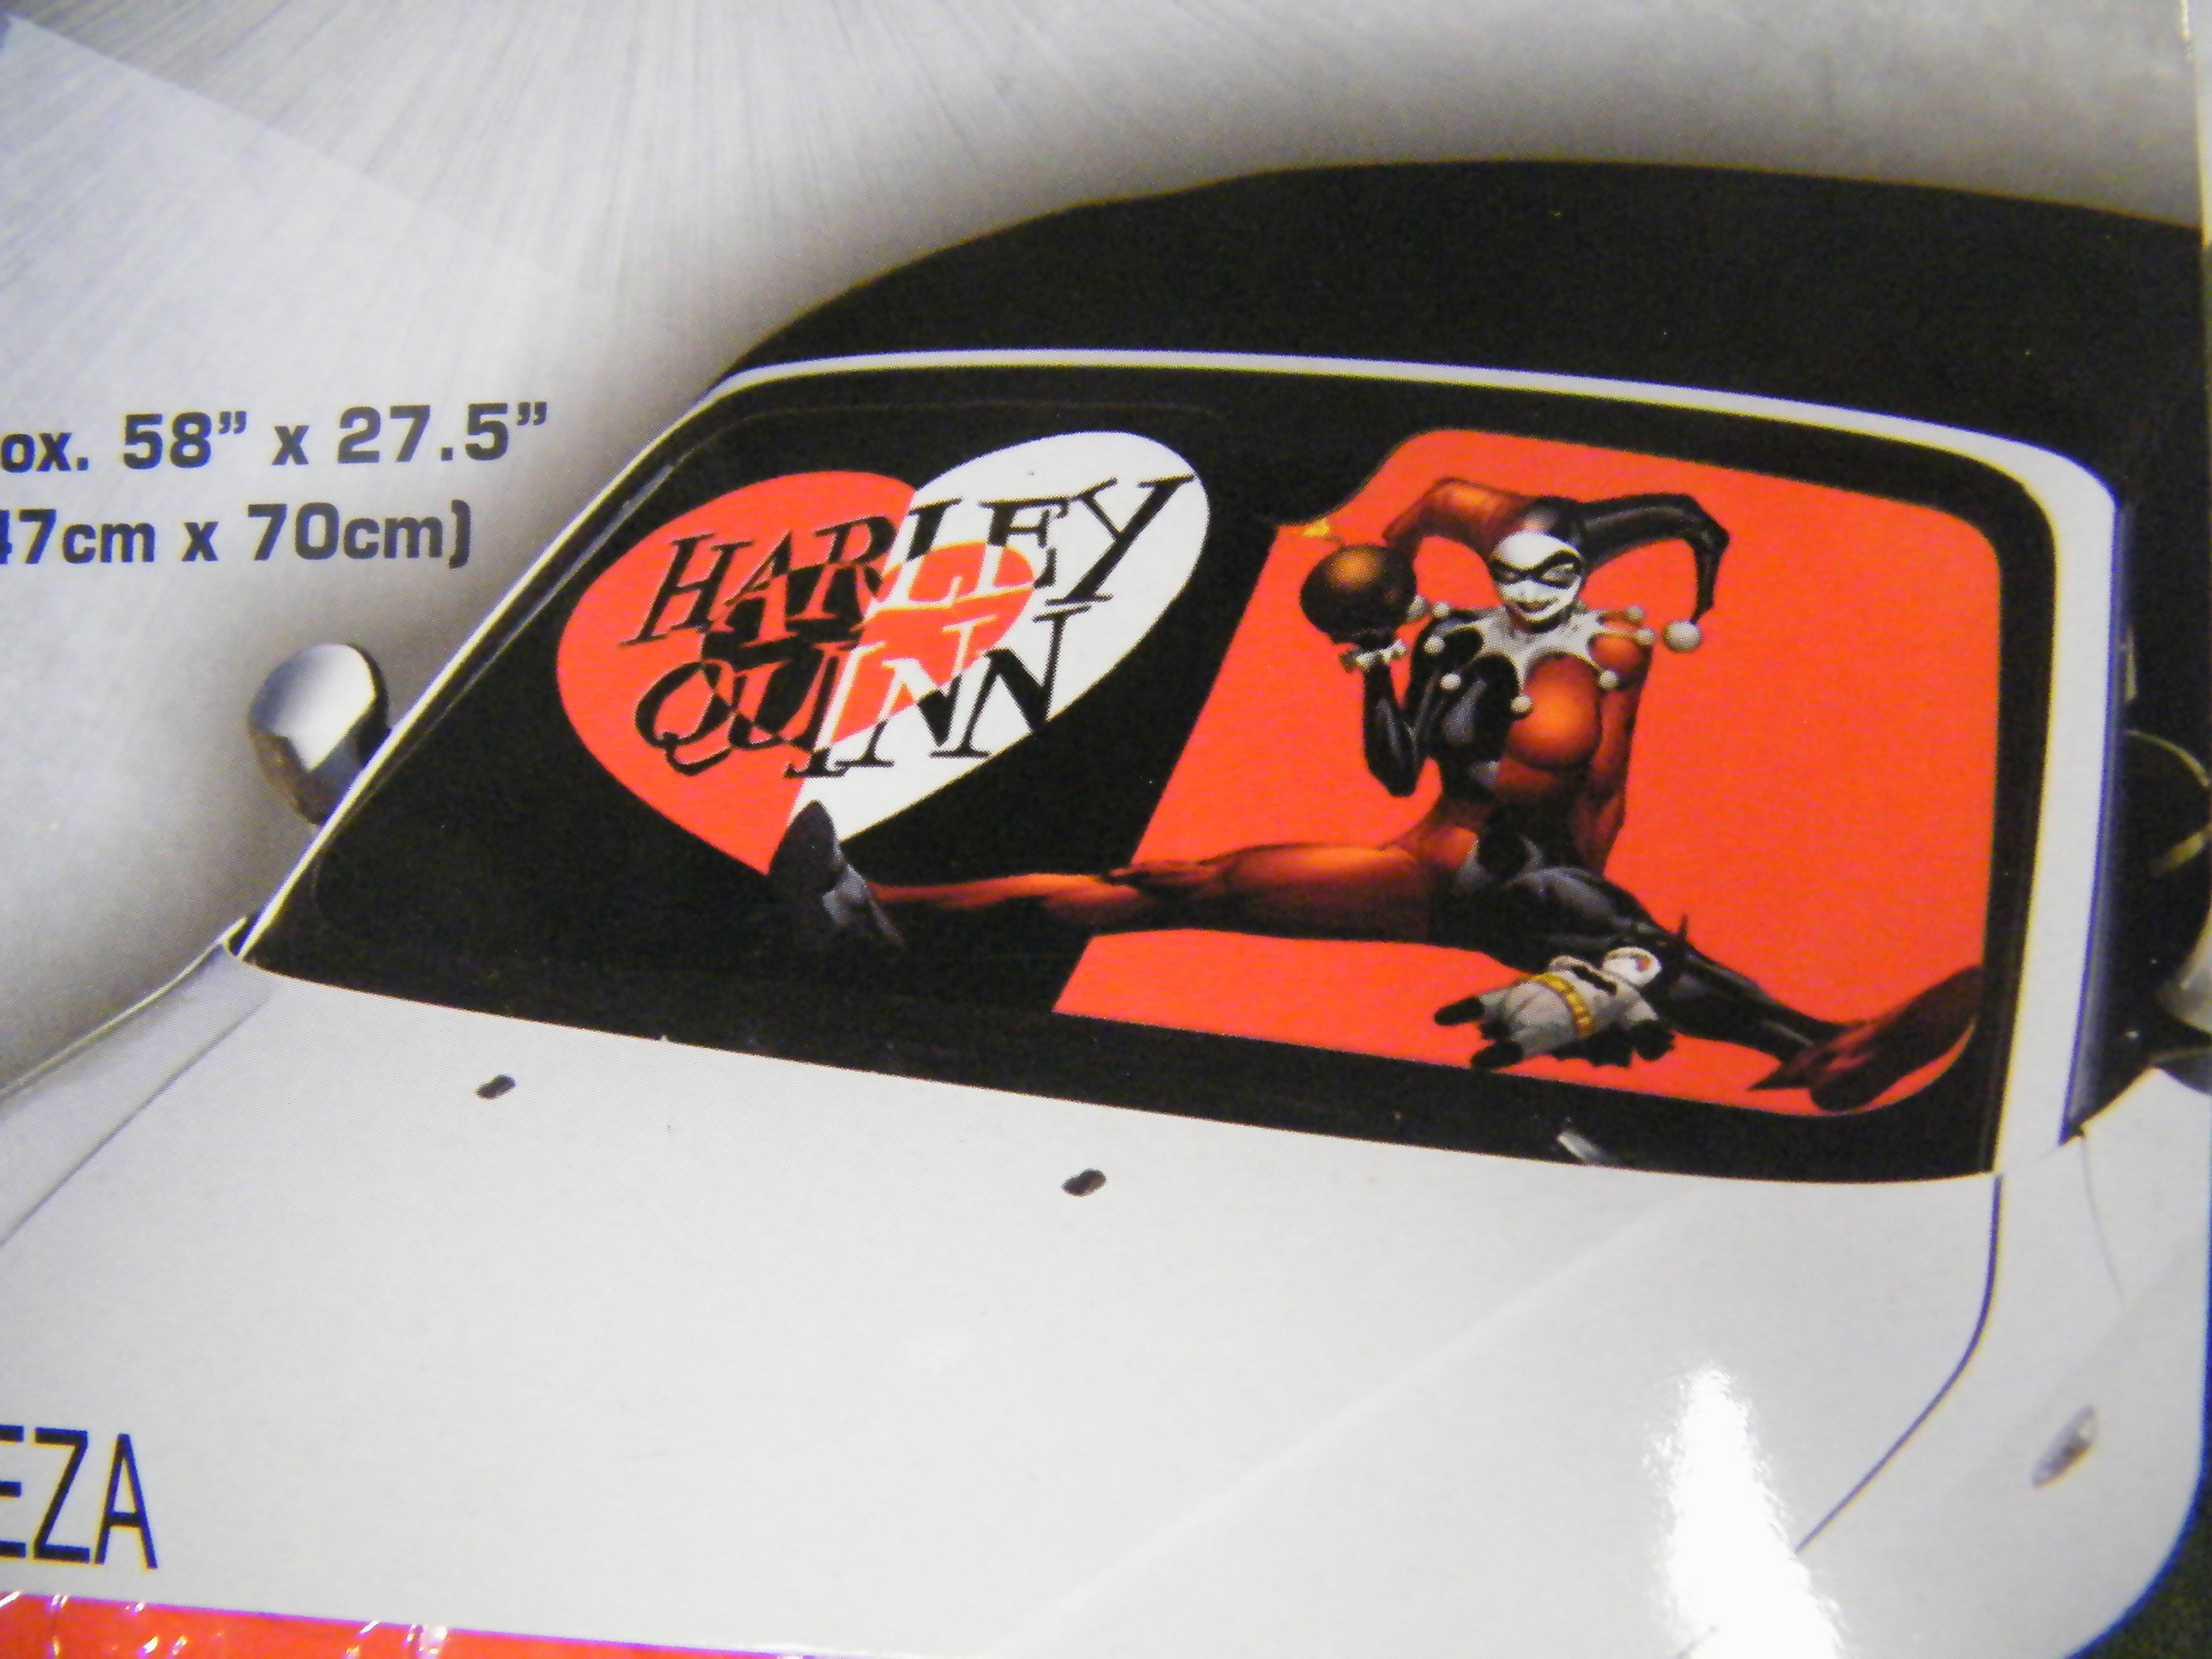 ox. 58” x 27.5”
47cm x 70cm)
HARLEY
QUINN
EZA